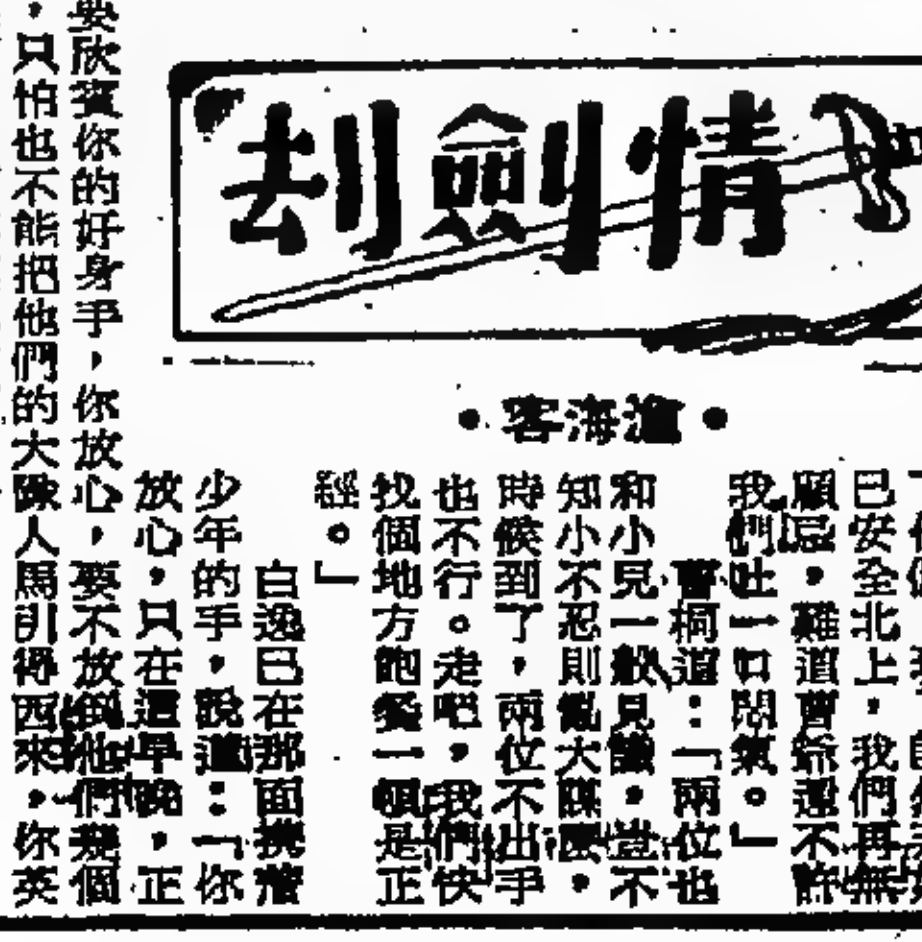 情劍刦
•滄海客•
已安全北上，我們再無
顧忌，難道曹爺還不許
我們吐一口悶氣。」
曹桐道：「兩位也
和小兒一般見識，豈不
知小不忍則亂大謀麼，
時候到了，兩位不出手
也不行。走吧，我們快
找個地方飽餐一頓是正
經。」
白逸已在那面携着
少年的手，說道：「你
放心，只在這早晚，正
要欣賞你的好身手，你放心，要不放倒他們幾個
，只怕也不能把他們的大隊人馬引得西來，你英